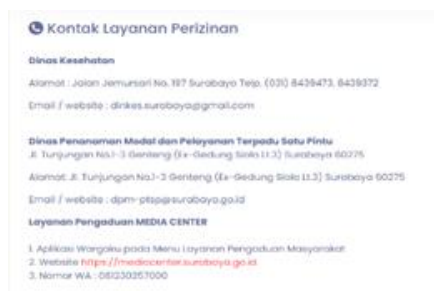 Kontak Layanan Perizinan
Dinas Kesehatan
Alamat : Jalan Jemursari No. 197 Surabaya Telp. (031) 8439473, 8439372
Email / website : dinkes.surabaya@gmail.com
Dinas Penanaman Modal dan Pelayanan Terpadu Satu Pintu
Jl. Tunjungan No.1-3 Genteng (Ex-Gedung Siola Lt.3) Surabaya 60275
Alamat: Jl. Tunjungan No.1-3 Genteng (Ex-Gedung Siola Lt.3) Surabaya 60275
Email / website : dpm-ptsp@surabaya.go.id
Layanan Pengaduan MEDIA CENTER
1. Aplikasi Wargaku pada Menu Layanan Pengaduan Masyarakat
2. Website https://mediacenter.surabaya.go.id
3. Nomor WA : 081230257000